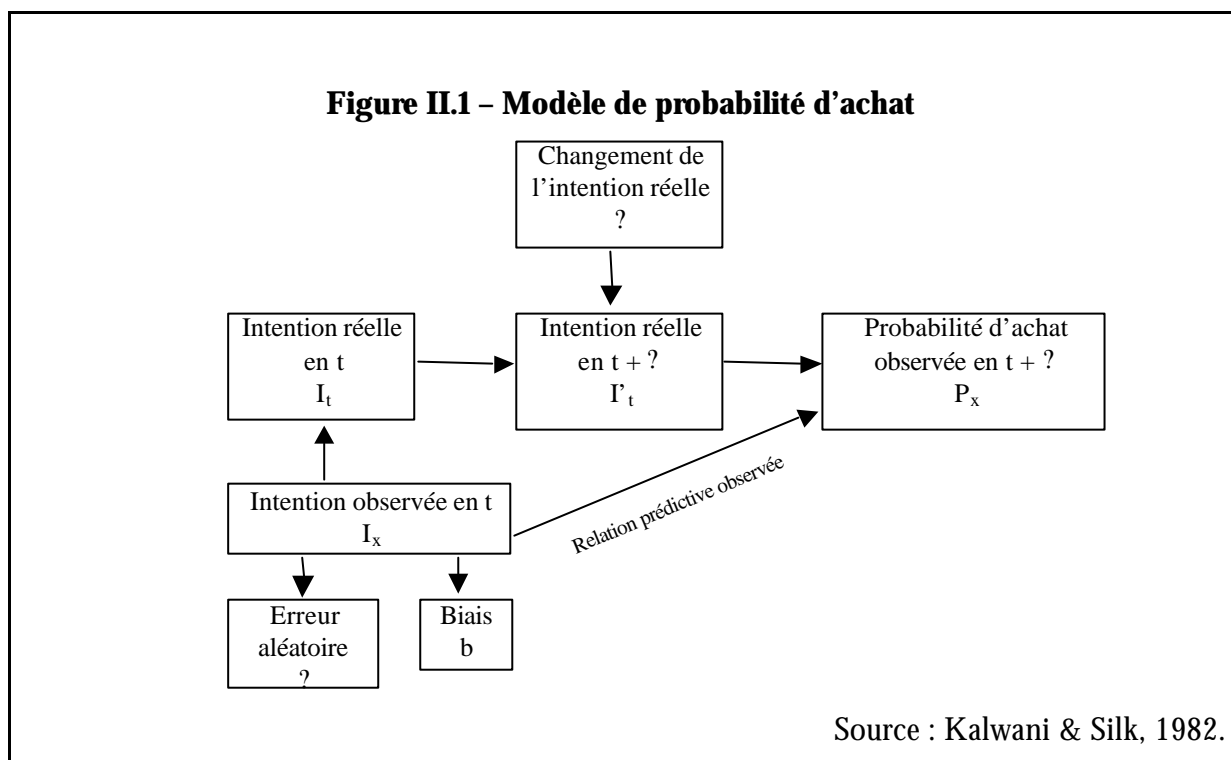 Figure II.1 – Modèle de probabilité d’achat
Changement de
l’intention réelle
?
Intention réelle
en t
Iₜ
Intention réelle
en t + ?
I’ₜ
Probabilité d’achat
observée en t + ?
Pₓ
Intention observée en t
Iₓ
Relation prédictive observée
Erreur
aléatoire
?
Biais
b
Source : Kalwani & Silk, 1982.